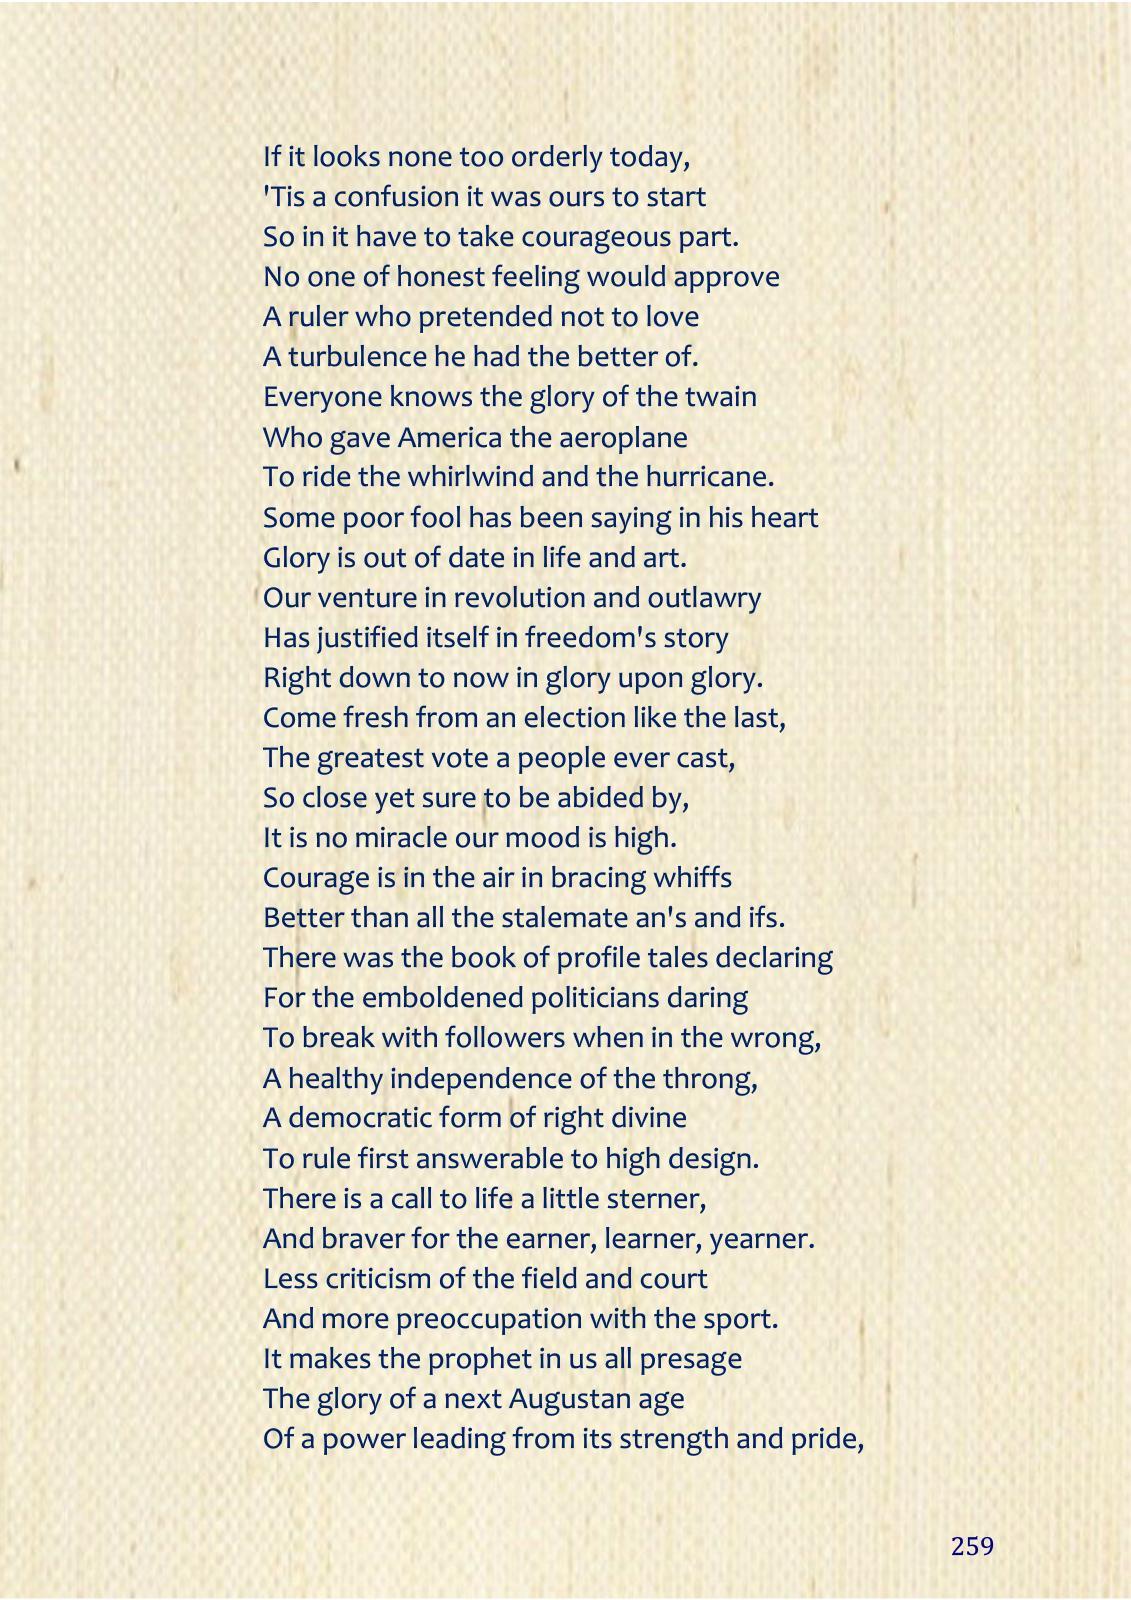 If it looks none too orderly today,
'Tis a confusion it was ours to start
So in it have to take courageous part.
No one of honest feeling would approve
A ruler who pretended not to love
A turbulence he had the better of.
Everyone knows the glory of the twain
Who gave America the aeroplane
To ride the whirlwind and the hurricane.
Some poor fool has been saying in his heart
Glory is out of date in life and art.
Our venture in revolution and outlawry
Has justified itself in freedom's story
Right down to now in glory upon glory.
Come fresh from an election like the last,
The greatest vote a people ever cast,
So close yet sure to be abided by,
It is no miracle our mood is high.
Courage is in the air in bracing whiffs
Better than all the stalemate an's and ifs.
There was the book of profile tales declaring
For the emboldened politicians daring
To break with followers when in the wrong,
A healthy independence of the throng,
A democratic form of right divine
To rule first answerable to high design.
There is a call to life a little sterner,
And braver for the earner, learner, yearner.
Less criticism of the field and court
And more preoccupation with the sport.
It makes the prophet in us all presage
The glory of a next Augustan age
Of a power leading from its strength and pride,
259